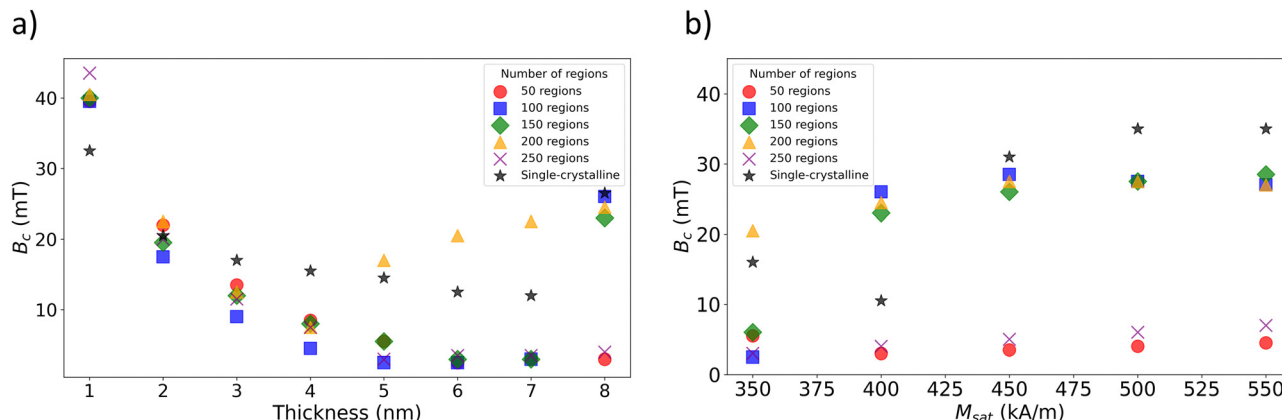 a)
40
30
20
10
B_c (mT)
1 2 3 4 5 6 7 8
Thickness (nm)
Number of regions
50 regions
100 regions
150 regions
200 regions
250 regions
Single-crystalline
b)
40
30
20
10
0
B_c (mT)
350 375 400 425 450 475 500 525 550
M_sat (kA/m)
Number of regions
50 regions
100 regions
150 regions
200 regions
250 regions
Single-crystalline